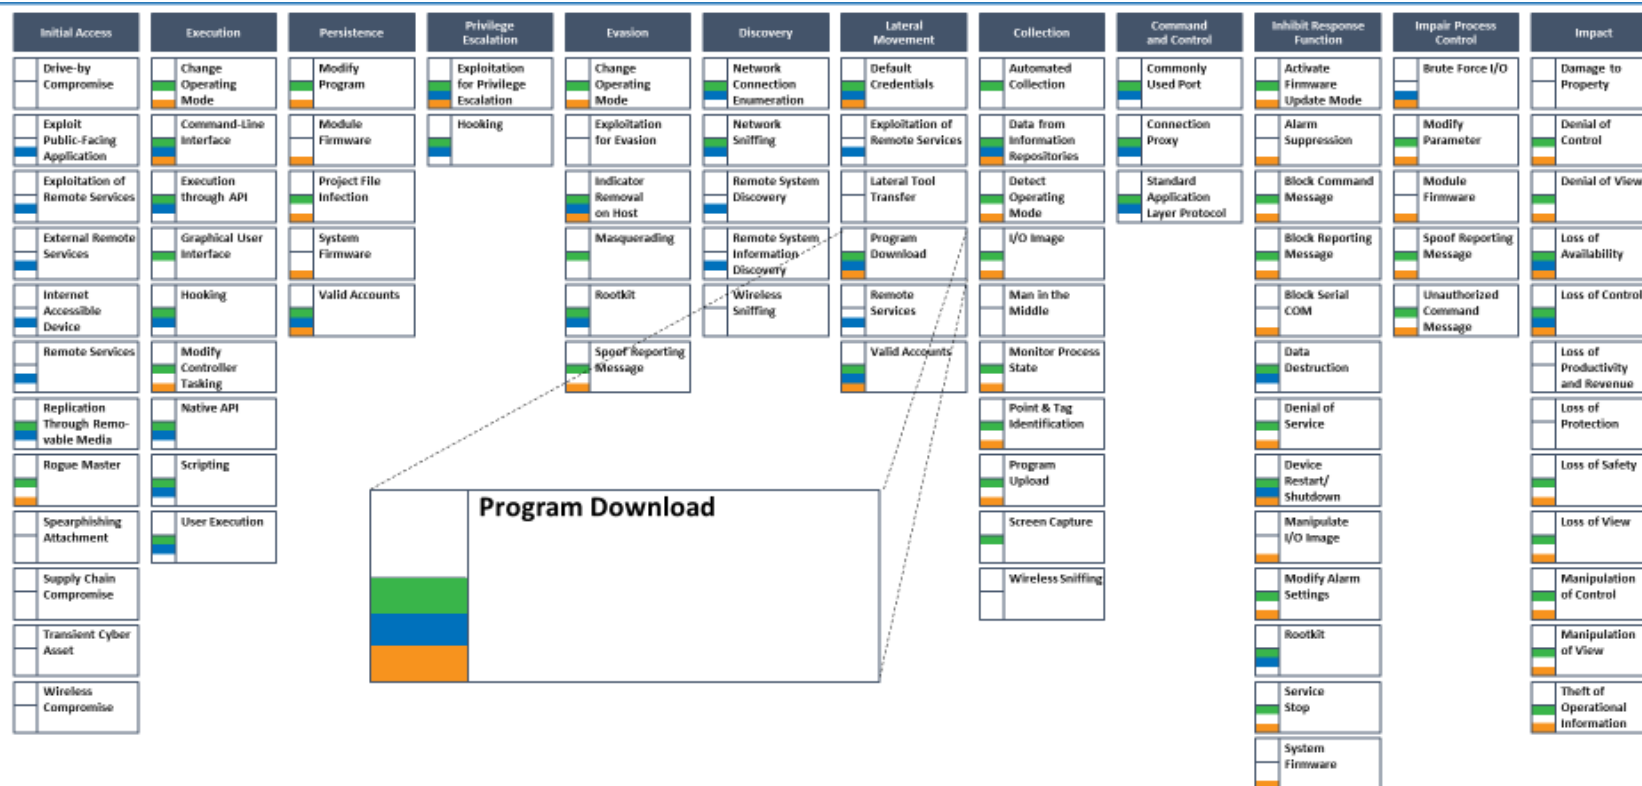 Initial Access
Execution
Persistence
Privilege
Escalation
Evasion
Discovery
Lateral
Movement
Collection
Command
and Control
Inhibit Response
Function
Impair Process
Control
Impact
Drive-by
Compromise
Exploit
Public-Facing
Application
Exploitation of
Remote Services
External Remote
Services
Internet
Accessible
Device
Remote Services
Replication
Through Remo-
vable Media
Rogue Master
Spearphishing
Attachment
Supply Chain
Compromise
Transient Cyber
Asset
Wireless
Compromise
Change
Operating
Mode
Command-Line
Interface
Execution
through API
Graphical User
Interface
Hooking
Modify
Controller
Tasking
Native API
Scripting
User Execution
Modify
Program
Module
Firmware
Project File
Infection
System
Firmware
Valid Accounts
Exploitation
for Privilege
Escalation
Hooking
Change
Operating
Mode
Exploitation
for Evasion
Indicator
Removal
on Host
Masquerading
Rootkit
Spoof Reporting
Message
Network
Connection
Enumeration
Network
Sniffing
Remote System
Discovery
Remote System
Information
Discovery
Wireless
Sniffing
Default
Credentials
Exploitation of
Remote Services
Lateral Tool
Transfer
Program
Download
Remote
Services
Valid Accounts
Automated
Collection
Data from
Information
Repositories
Detect
Operating
Mode
I/O Image
Man in the
Middle
Monitor Process
State
Point & Tag
Identification
Program
Upload
Screen Capture
Wireless Sniffing
Commonly
Used Port
Connection
Proxy
Standard
Application
Layer Protocol
Activate
Firmware
Update Mode
Alarm
Suppression
Block Command
Message
Block Reporting
Message
Block Serial
COM
Data
Destruction
Denial of
Service
Device
Restart/
Shutdown
Manipulate
I/O Image
Modify Alarm
Settings
Rootkit
Service
Stop
System
Firmware
Brute Force I/O
Modify
Parameter
Module
Firmware
Spoof Reporting
Message
Unauthorized
Command
Message
Damage to
Property
Denial of
Control
Denial of View
Loss of
Availability
Loss of Control
Loss of
Productivity
and Revenue
Loss of
Protection
Loss of Safety
Loss of View
Manipulation
of Control
Manipulation
of View
Theft of
Operational
Information
Program Download